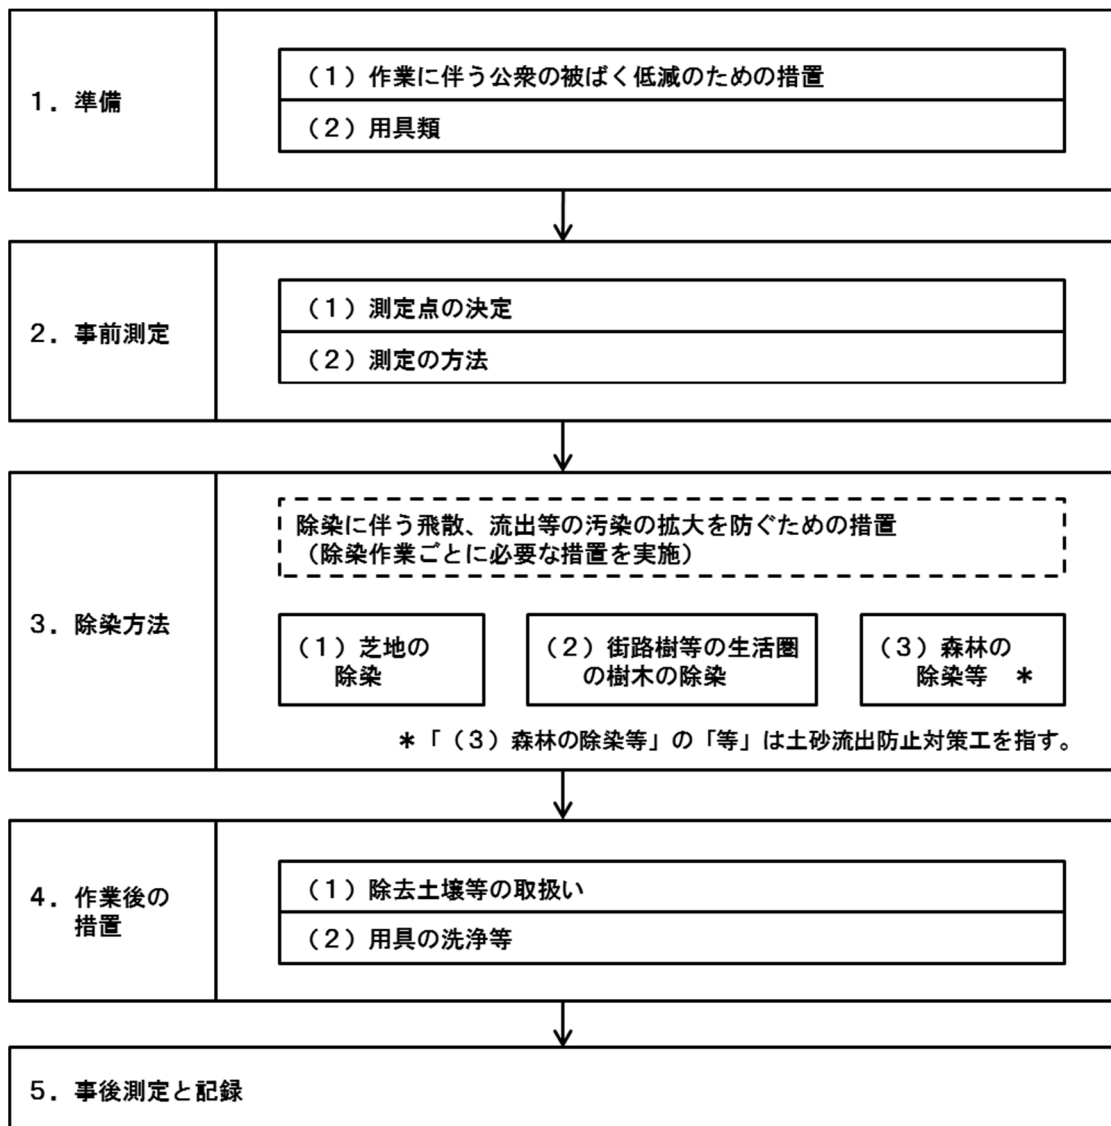 1．準備
（1）作業に伴う公衆の被ばく低減のための措置
（2）用具類
2．事前測定
（1）測定点の決定
（2）測定の方法
3．除染方法
除染に伴う飛散、流出等の汚染の拡大を防ぐための措置
（除染作業ごとに必要な措置を実施）
（1）芝地の
除染
（2）街路樹等の生活圏
の樹木の除染
（3）森林の
除染等　＊
＊「（3）森林の除染等」の「等」は土砂流出防止対策工を指す。
4．作業後の
措置
（1）除去土壌等の取扱い
（2）用具の洗浄等
5．事後測定と記録